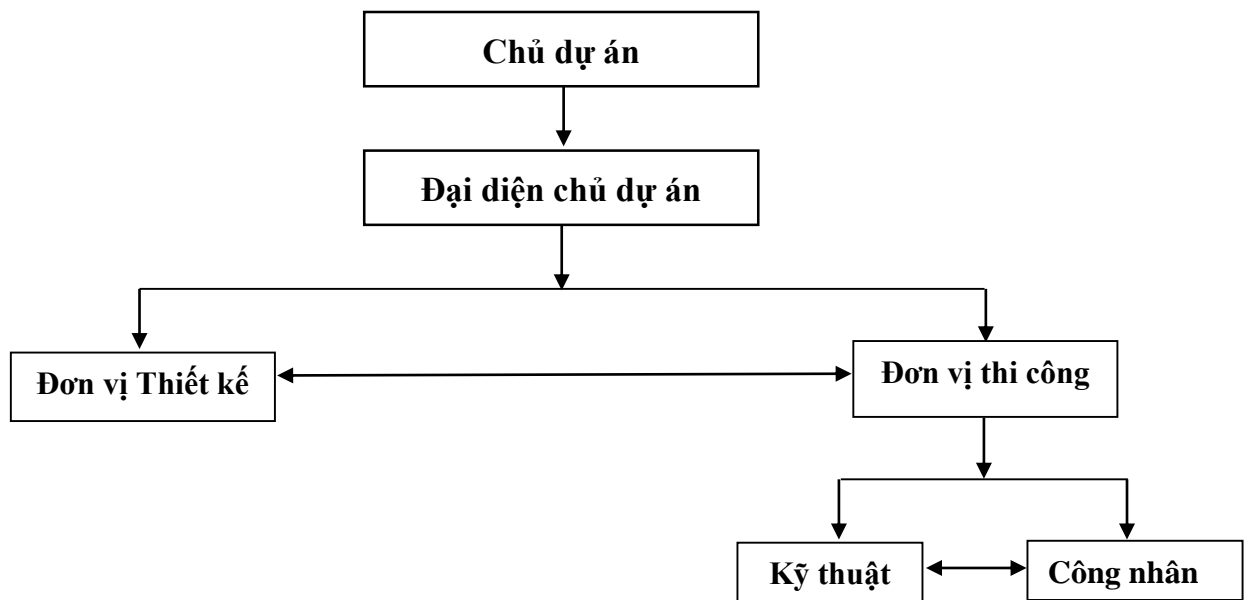 Chủ dự án
Đại diện chủ dự án
Đơn vị Thiết kế
Đơn vị thi công
Kỹ thuật
Công nhân